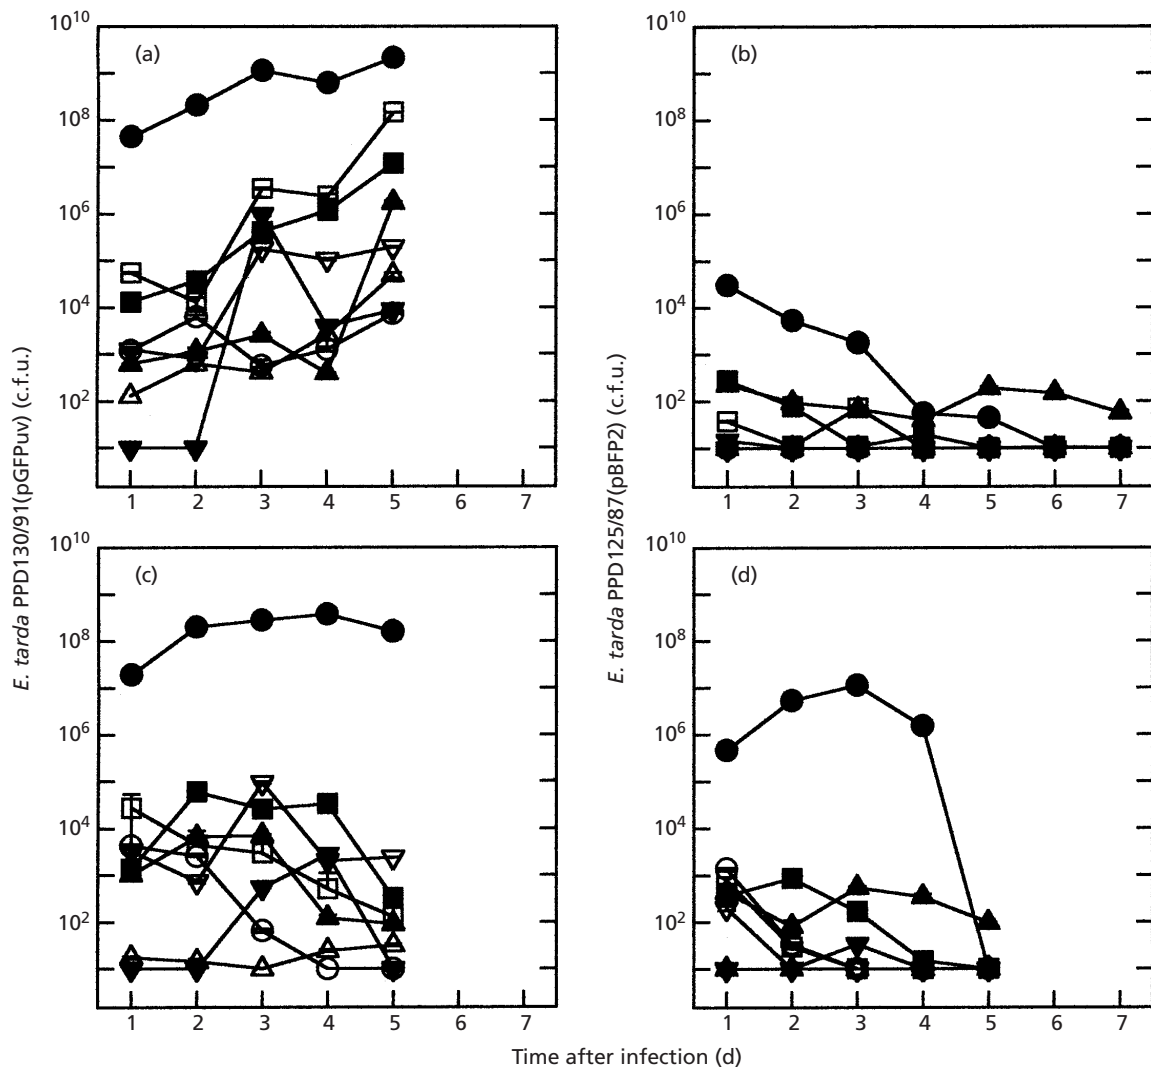 E. tarda PPD130/91(pGFPuv) (c.f.u.)
10^10
10^8
10^6
10^4
10^2
(a)
1 2 3 4 5 6 7
E. tarda PPD125/87(pBFP2) (c.f.u.)
10^10
10^8
10^6
10^4
10^2
(b)
1 2 3 4 5 6 7
10^10
10^8
10^6
10^4
10^2
(c)
1 2 3 4 5 6 7
10^10
10^8
10^6
10^4
10^2
(d)
1 2 3 4 5 6 7
Time after infection (d)